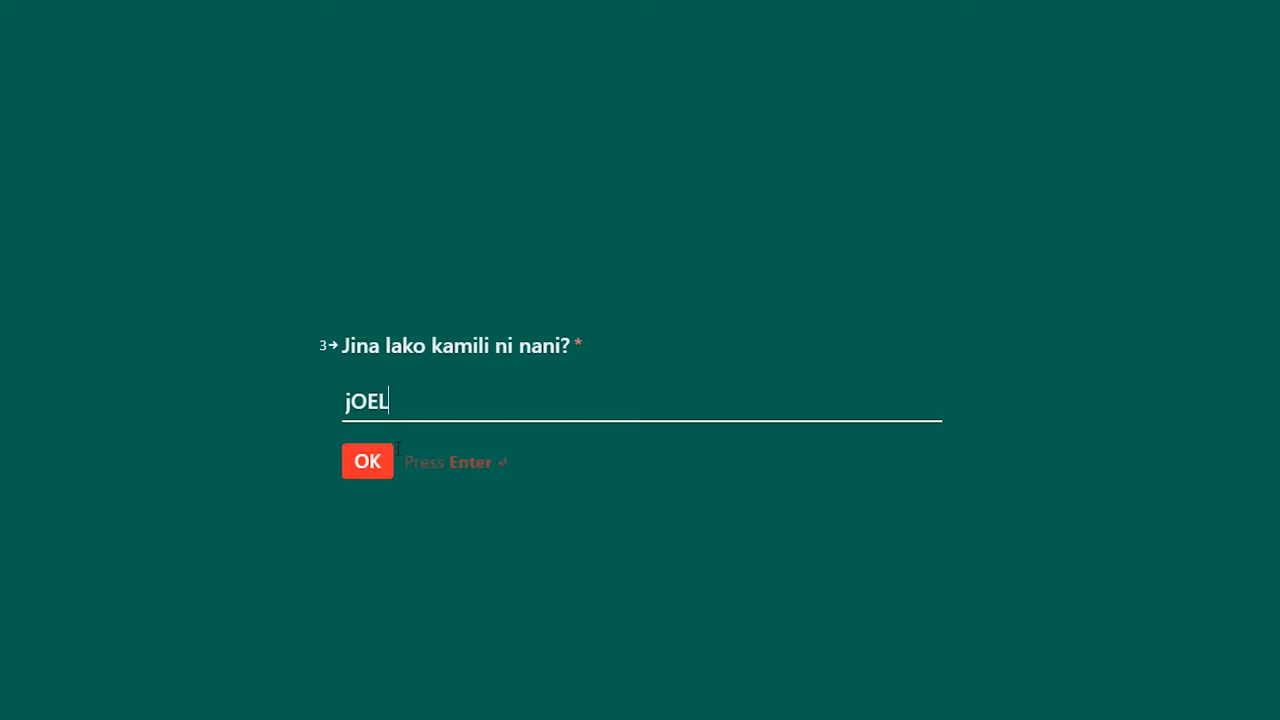 3→ Jina lako kamili ni nani? *
jOEL
OK Press Enter ↵